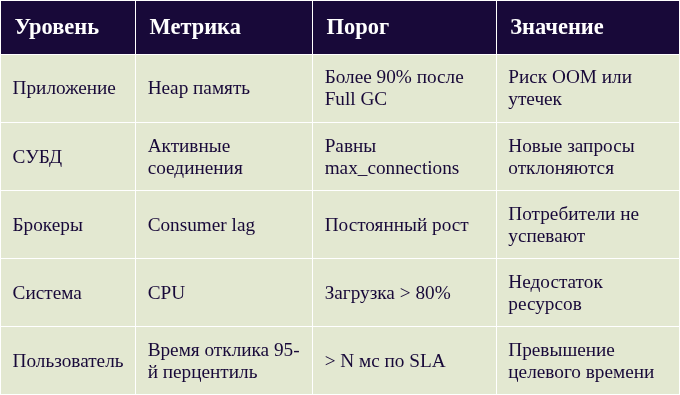 Уровень
Метрика
Порог
Значение
Приложение
Heap память
Более 90% после
Full GC
Риск OOM или
утечек
СУБД
Активные
соединения
Равны
max_connections
Новые запросы
отклоняются
Брокеры
Consumer lag
Постоянный рост
Потребители не
успевают
Система
CPU
Загрузка > 80%
Недостаток
ресурсов
Пользователь
Время отклика 95-
й перцентиль
> N мс по SLA
Превышение
целевого времени